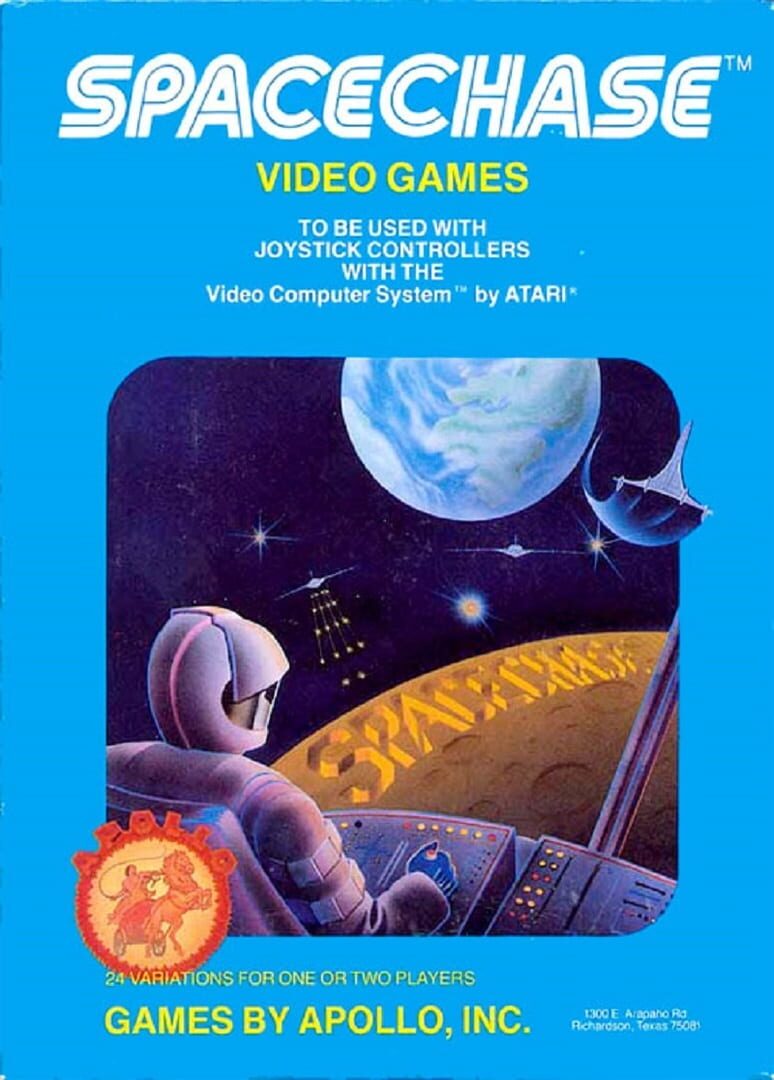 SPACECHASE™
VIDEO GAMES
TO BE USED WITH
JOYSTICK CONTROLLERS
WITH THE
Video Computer System™ by ATARI®
SPACECHASE
APOLLO
24 VARIATIONS FOR ONE OR TWO PLAYERS
GAMES BY APOLLO, INC.
1300 E. Arapaho Rd.
Richardson, Texas 75081